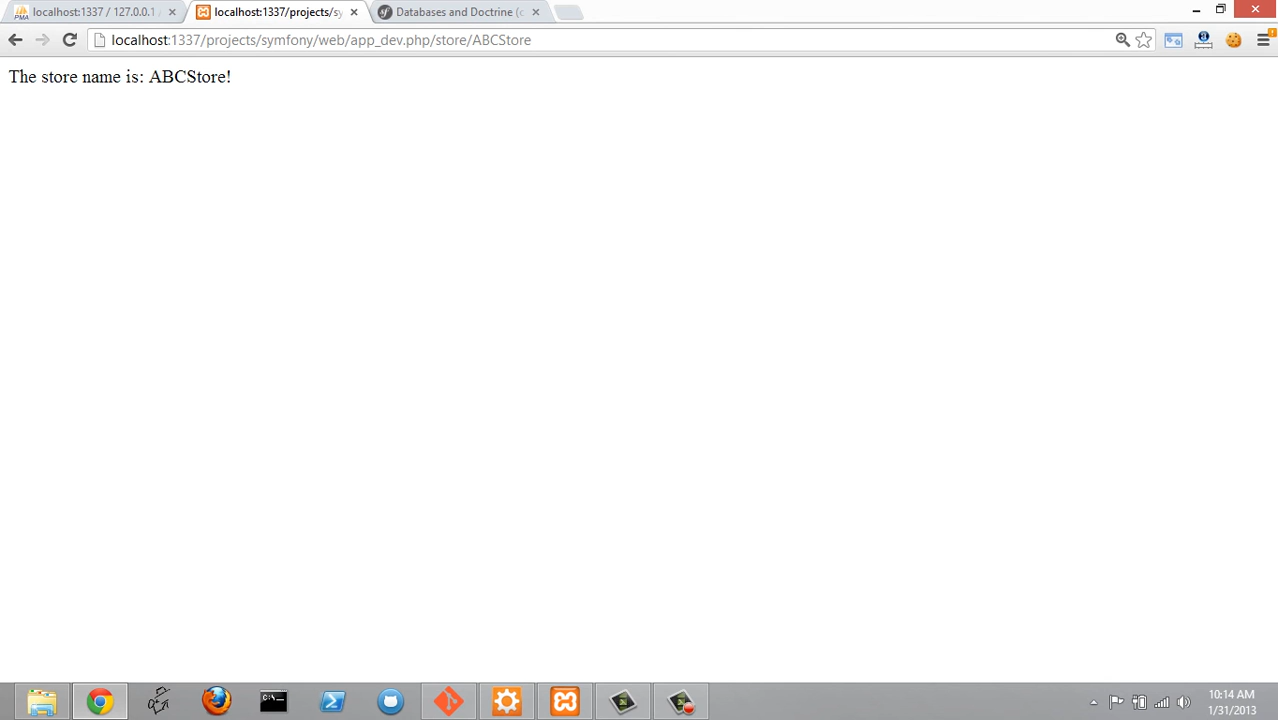 localhost:1337 / 127.0.0.1 /
localhost:1337/projects/sy
Databases and Doctrine (c
localhost:1337/projects/symfony/web/app_dev.php/store/ABCStore
The store name is: ABCStore!
10:14 AM
1/31/2013